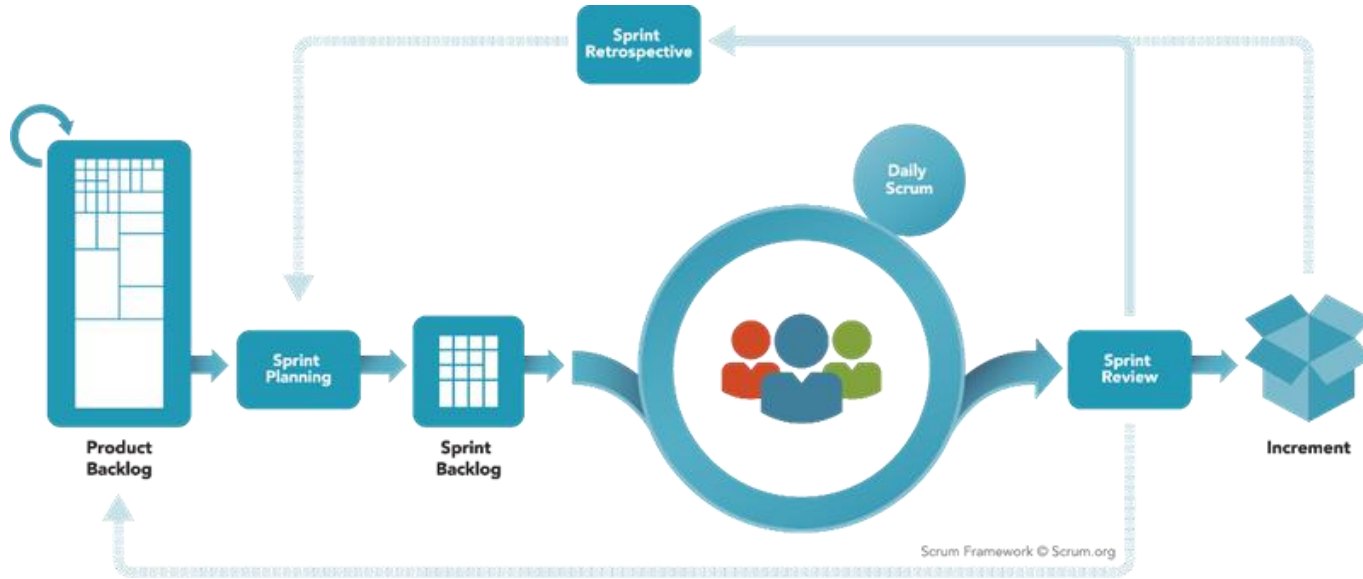 Sprint
Retrospective
Daily
Scrum
Sprint
Planning
Sprint
Review
Product
Backlog
Sprint
Backlog
Increment
Scrum Framework © Scrum.org